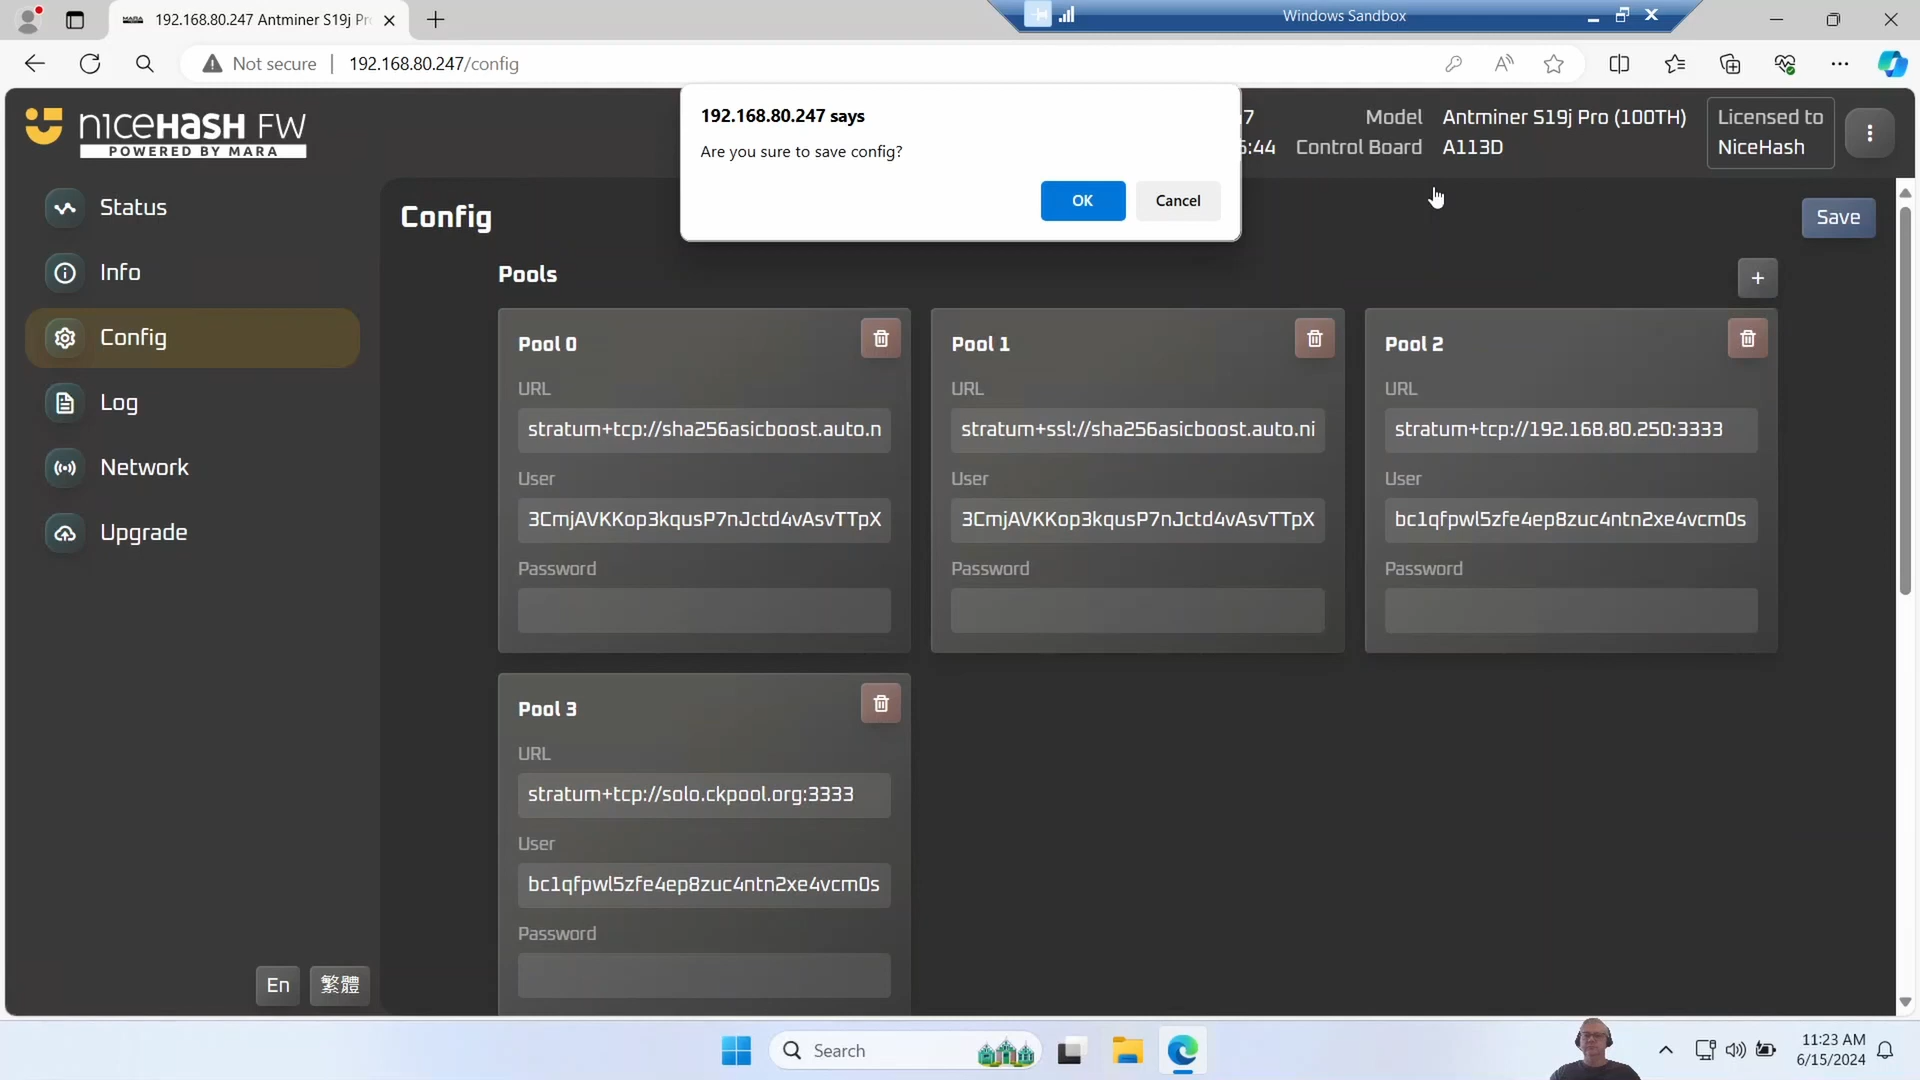 192.168.80.247 Antminer S19j Pr
Windows Sandbox
Not secure
192.168.80.247/config
niceHASH FW
POWERED BY MARA
192.168.80.247 says
Are you sure to save config?
OK
Cancel
7
5:44
Model
Antminer S19j Pro (100TH)
Control Board
A113D
Licensed to
NiceHash
Status
Info
Config
Log
Network
Upgrade
En
繁體
Config
Save
Pools
+
Pool 0
URL
stratum+tcp://sha256asicboost.auto.n
User
3CmjAVKKop3kqusP7nJctd4vAsvTTpX
Password
Pool 1
URL
stratum+ssl://sha256asicboost.auto.ni
User
3CmjAVKKop3kqusP7nJctd4vAsvTTpX
Password
Pool 2
URL
stratum+tcp://192.168.80.250:3333
User
bc1qfpwl5zfe4ep8zuc4ntn2xe4vcm0s
Password
Pool 3
URL
stratum+tcp://solo.ckpool.org:3333
User
bc1qfpwl5zfe4ep8zuc4ntn2xe4vcm0s
Password
Search
11:23 AM
6/15/2024